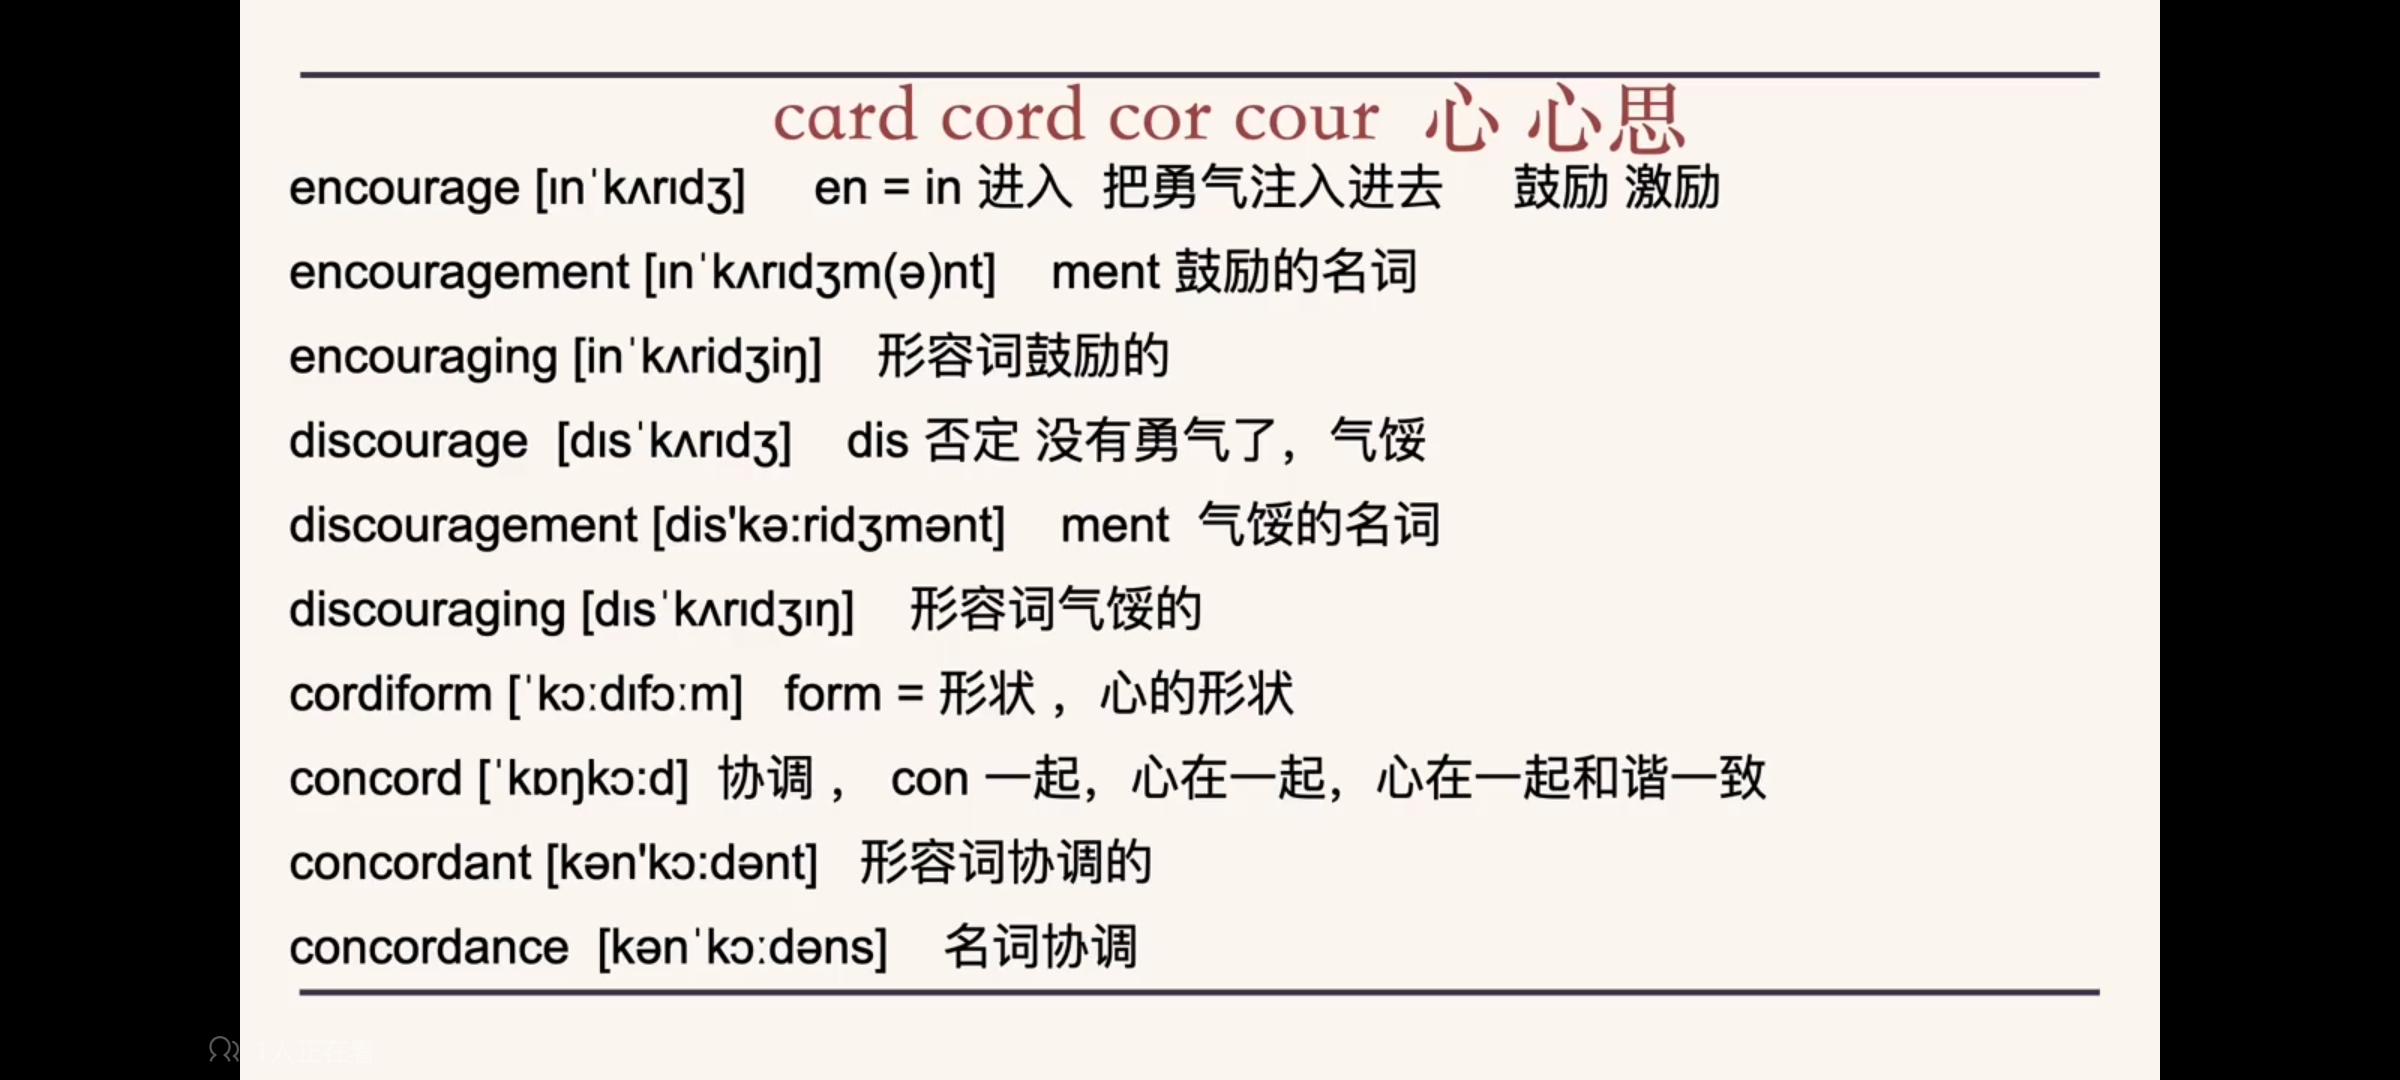 card cord cor cour 心 心思
encourage [ɪnˈkʌrɪdʒ] en = in 进入 把勇气注入进去 鼓励 激励
encouragement [ɪnˈkʌrɪdʒm(ə)nt] ment 鼓励的名词
encouraging [inˈkʌridʒiŋ] 形容词鼓励的
discourage [dɪsˈkʌrɪdʒ] dis 否定 没有勇气了，气馁
discouragement [dis'kə:ridʒmənt] ment 气馁的名词
discouraging [dɪsˈkʌrɪdʒɪŋ] 形容词气馁的
cordiform [ˈkɔːdɪfɔːm] form = 形状 ，心的形状
concord [ˈkɒŋkɔ:d] 协调 ， con 一起，心在一起，心在一起和谐一致
concordant [kən'kɔ:dənt] 形容词协调的
concordance [kənˈkɔːdəns] 名词协调
1人正在看